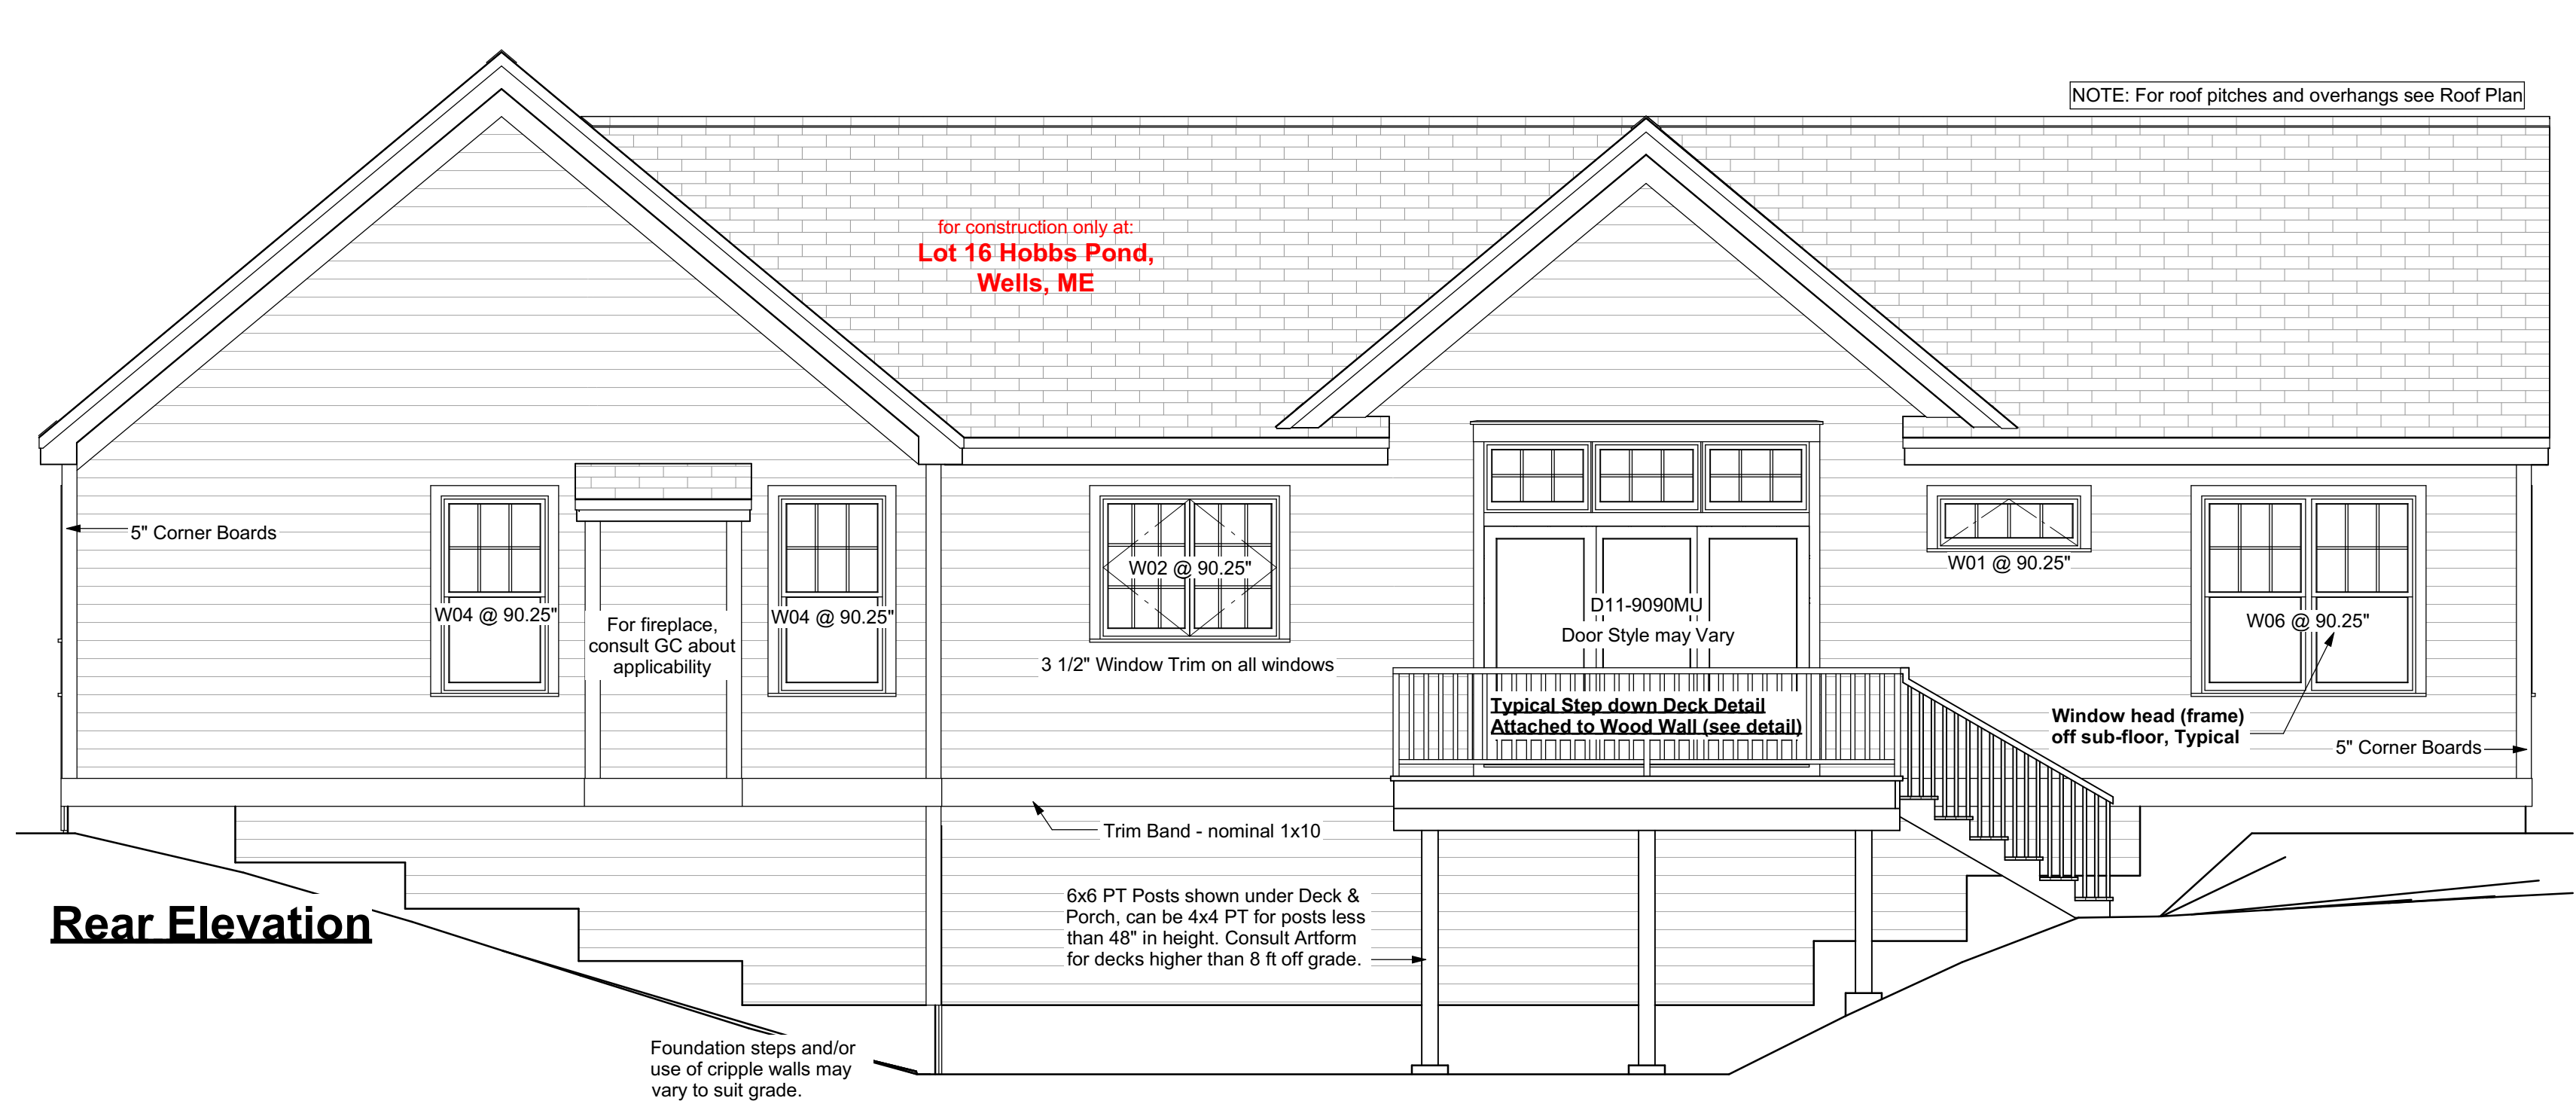 NOTE: For roof pitches and overhangs see Roof Plan
for construction only at:
Lot 16 Hobbs Pond,
Wells, ME
5" Corner Boards
W04 @ 90.25"
For fireplace,
consult GC about
applicability
W04 @ 90.25"
W02 @ 90.25"
3 1/2" Window Trim on all windows
D11-9090MU
Door Style may Vary
Typical Step down Deck Detail
Attached to Wood Wall (see detail)
W01 @ 90.25"
W06 @ 90.25"
Window head (frame)
off sub-floor, Typical
5" Corner Boards
Trim Band - nominal 1x10
6x6 PT Posts shown under Deck &
Porch, can be 4x4 PT for posts less
than 48" in height. Consult Artform
for decks higher than 8 ft off grade.
Rear Elevation
Foundation steps and/or
use of cripple walls may
vary to suit grade.